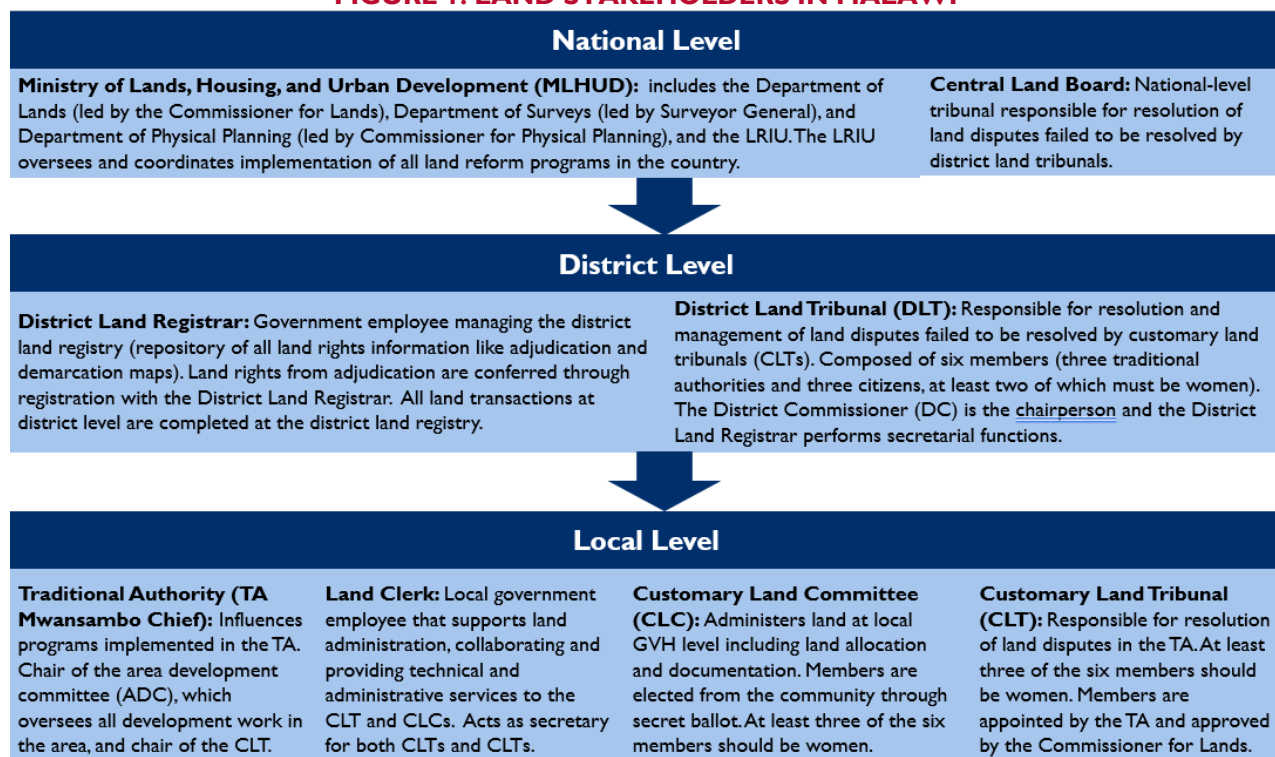 FIGURE 1. LAND STAKEHOLDERS IN MALAWI
National Level
Ministry of Lands, Housing, and Urban Development (MLHUD): includes the Department of
Lands (led by the Commissioner for Lands), Department of Surveys (led by Surveyor General), and
Department of Physical Planning (led by Commissioner for Physical Planning), and the LRIU. The LRIU
oversees and coordinates implementation of all land reform programs in the country.
Central Land Board: National-level
tribunal responsible for resolution of
land disputes failed to be resolved by
district land tribunals.
District Level
District Land Registrar: Government employee managing the district
land registry (repository of all land rights information like adjudication and
demarcation maps). Land rights from adjudication are conferred through
registration with the District Land Registrar. All land transactions at
district level are completed at the district land registry.
District Land Tribunal (DLT): Responsible for resolution and
management of land disputes failed to be resolved by customary land
tribunals (CLTs). Composed of six members (three traditional
authorities and three citizens, at least two of which must be women).
The District Commissioner (DC) is the chairperson and the District
Land Registrar performs secretarial functions.
Local Level
Traditional Authority (TA
Mwansambo Chief): Influences
programs implemented in the TA.
Chair of the area development
committee (ADC), which
oversees all development work in
the area, and chair of the CLT.
Land Clerk: Local government
employee that supports land
administration, collaborating and
providing technical and
administrative services to the
CLT and CLCs. Acts as secretary
for both CLTs and CLTs.
Customary Land Committee
(CLC): Administers land at local
GVH level including land allocation
and documentation. Members are
elected from the community through
secret ballot. At least three of the six
members should be women.
Customary Land Tribunal
(CLT): Responsible for resolution
of land disputes in the TA. At least
three of the six members should
be women. Members are
appointed by the TA and approved
by the Commissioner for Lands.